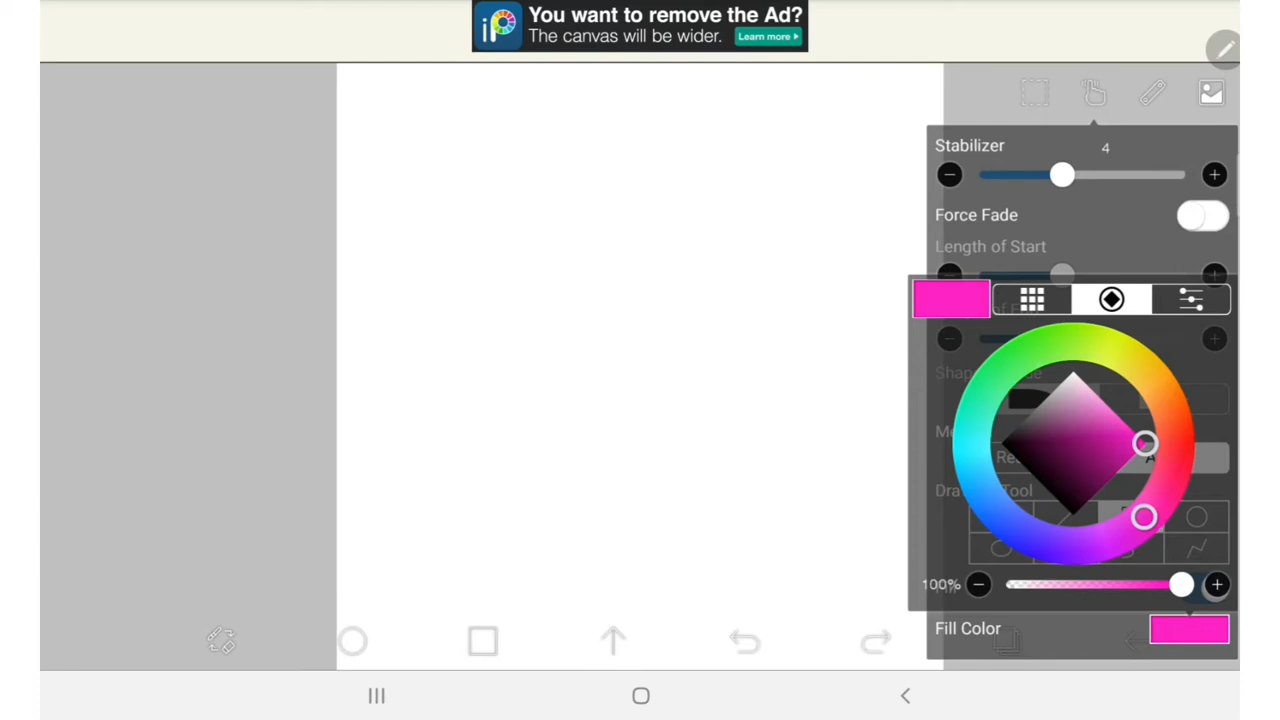 iP
You want to remove the Ad?
The canvas will be wider.
Learn more
Stabilizer
4
Force Fade
Length of Start
100%
Fill Color